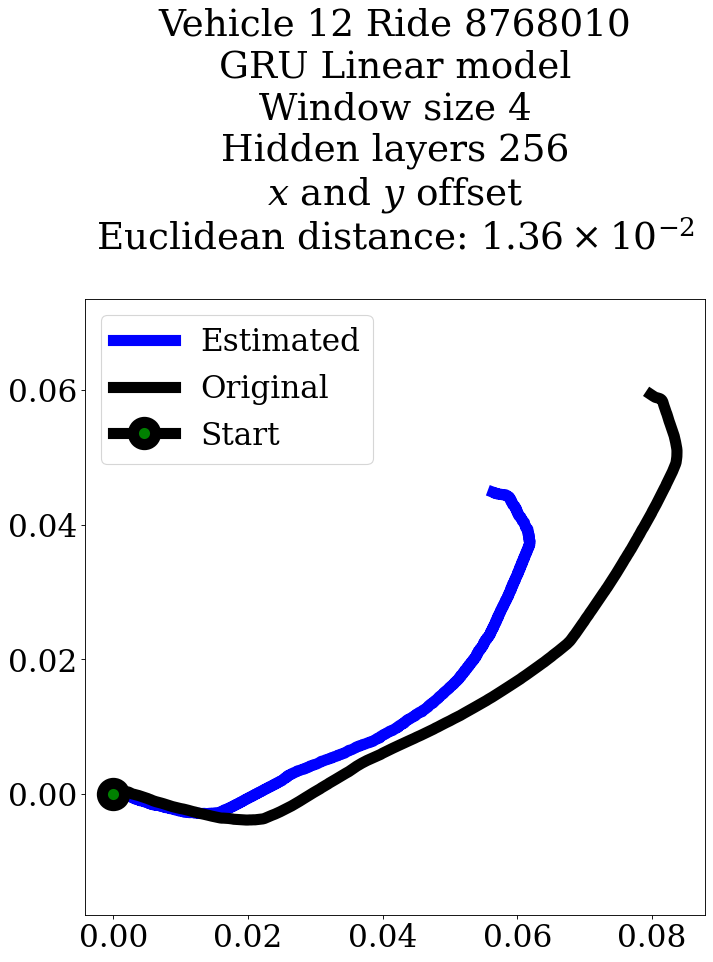 Vehicle 12 Ride 8768010
GRU Linear model
Window size 4
Hidden layers 256
x and y offset
Euclidean distance: 1.36 × 10⁻²
Estimated
Original
Start
0.06
0.04
0.02
0.00
0.00 0.02 0.04 0.06 0.08